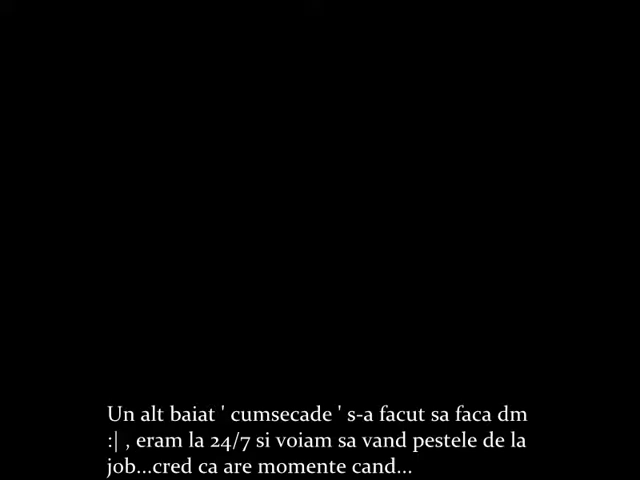 Un alt baiat ' cumsecade ' s-a facut sa faca dm
:| , eram la 24/7 si voiam sa vand pestele de la
job...cred ca are momente cand...